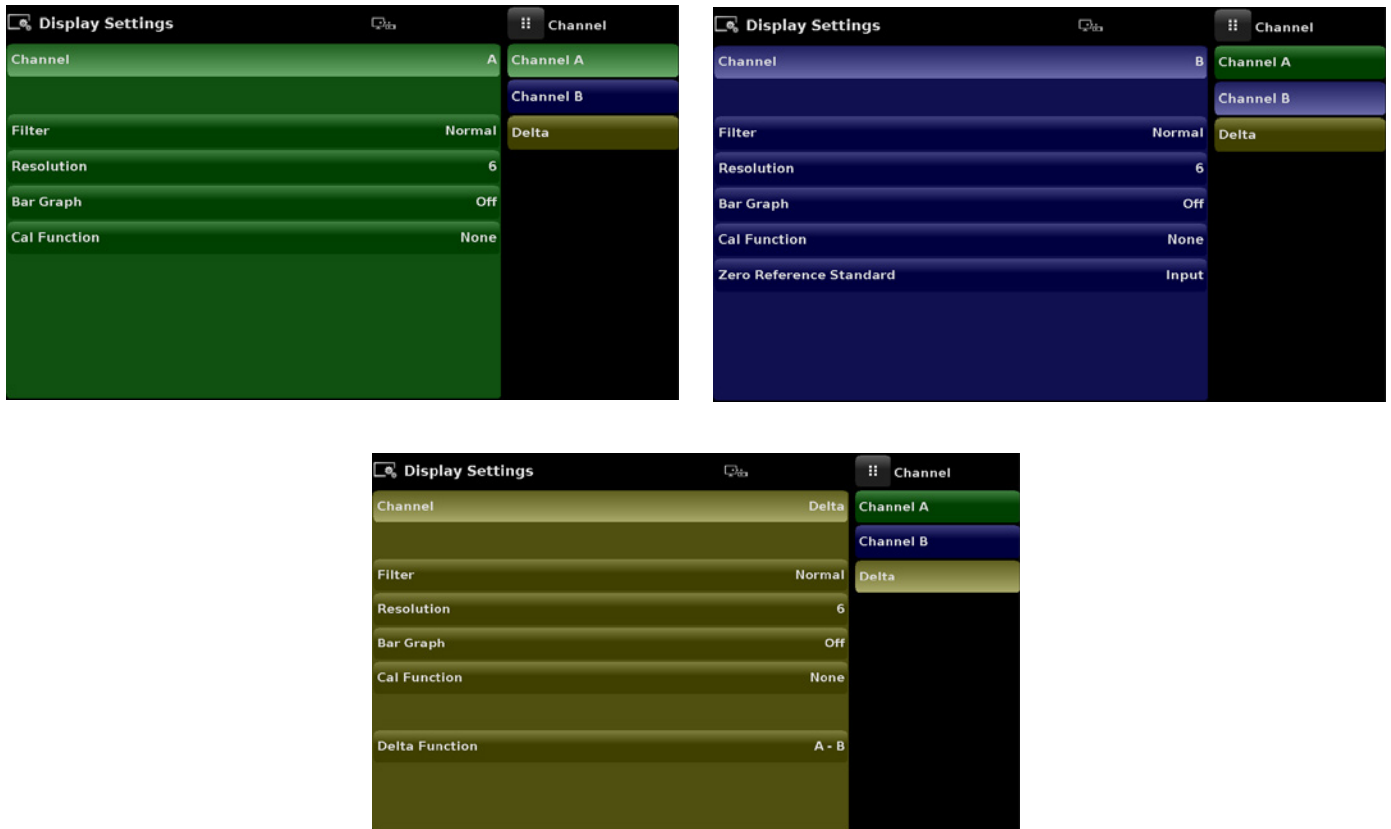 Display Settings
Channel
Channel A
Channel A
Channel B
Filter Normal
Delta
Resolution 6
Bar Graph Off
Cal Function None
Display Settings
Channel
Channel B
Channel A
Channel B
Filter Normal
Delta
Resolution 6
Bar Graph Off
Cal Function None
Zero Reference Standard Input
Display Settings
Channel
Channel Delta
Channel A
Channel B
Filter Normal
Delta
Resolution 6
Bar Graph Off
Cal Function None
Delta Function A - B